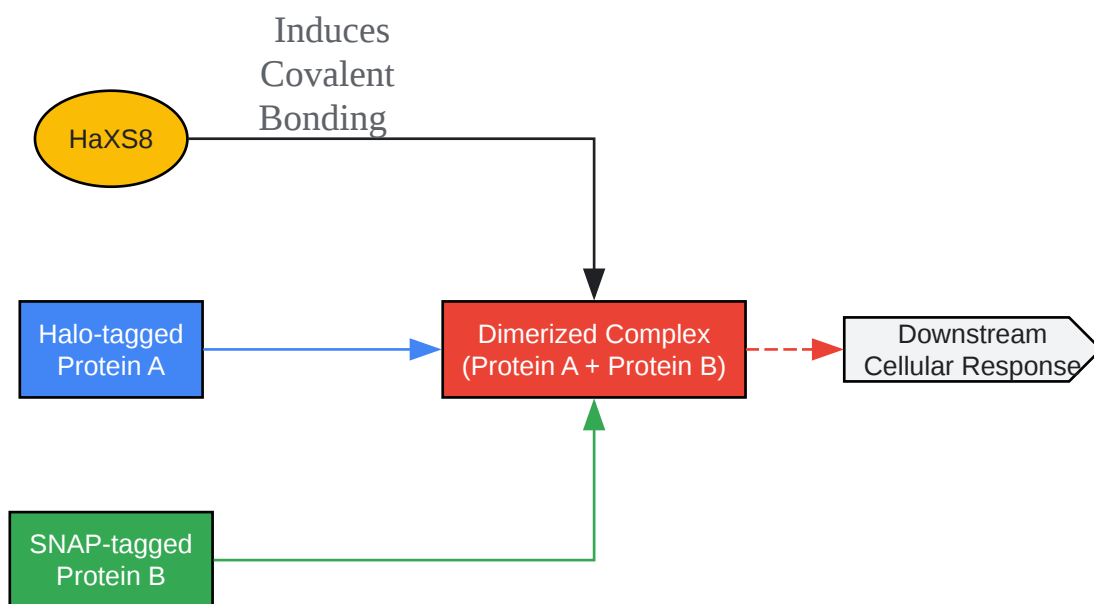 Induces
Covalent
Bonding
HaXS8
Halo-tagged
Protein A
Dimerized Complex
(Protein A + Protein B)
Downstream
Cellular Response
SNAP-tagged
Protein B